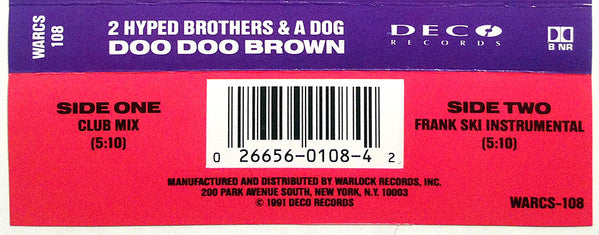 WARCS
108
2 HYPED BROTHERS & A DOG
DOO DOO BROWN
DECO
RECORDS
B NR
SIDE ONE
CLUB MIX
(5:10)
0 26656-0108-4 2
SIDE TWO
FRANK SKI INSTRUMENTAL
(5:10)
MANUFACTURED AND DISTRIBUTED BY WARLOCK RECORDS, INC.
200 PARK AVENUE SOUTH, NEW YORK, N.Y. 10003
© 1991 DECO RECORDS
WARCS-108